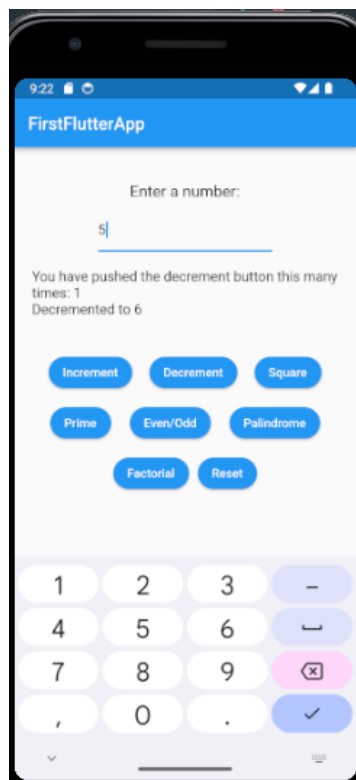 9:22
FirstFlutterApp
Enter a number:
5
You have pushed the decrement button this many
times: 1
Decremented to 6
Increment Decrement Square
Prime Even/Odd Palindrome
Factorial Reset
1 2 3 –
4 5 6
7 8 9
, 0 .